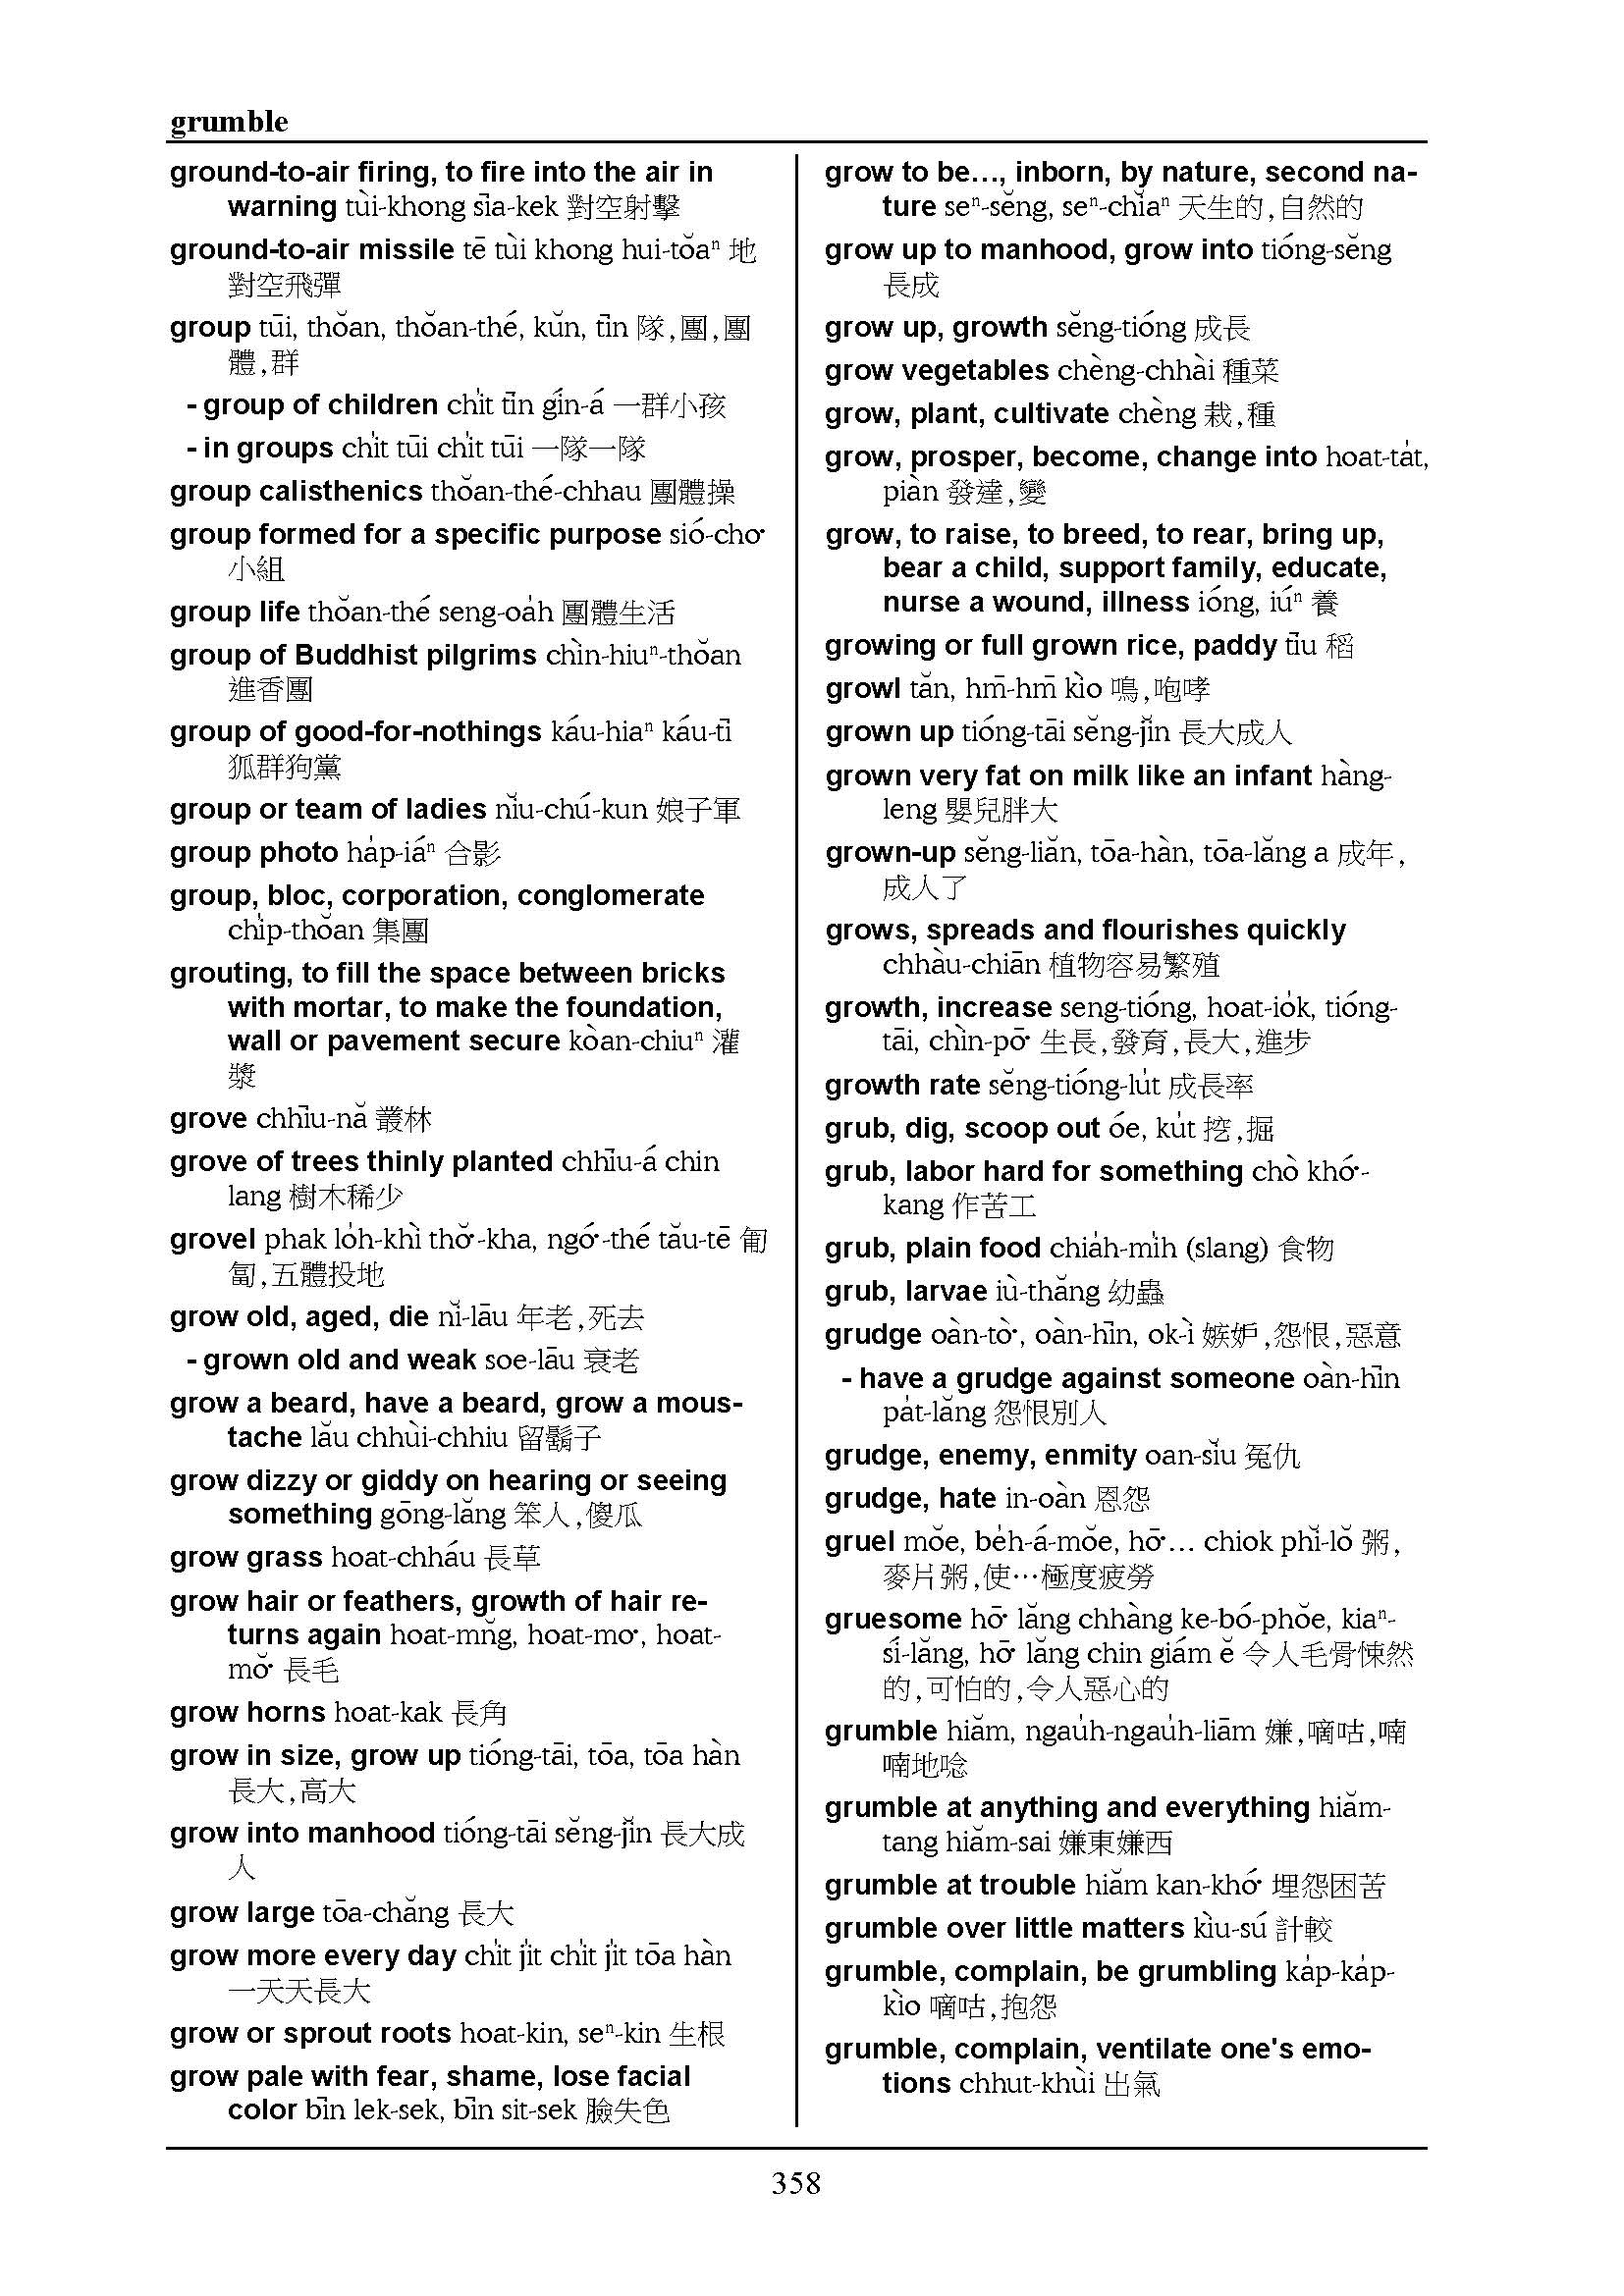 grumble
ground-to-air firing, to fire into the air in
warning tùi-khong sīa-kek 對空射擊
ground-to-air missile tē tùi khong hui-tŏaⁿ 地
對空飛彈
group tūi, thŏan, thŏan-thé, kŭn, tīn 隊,團,團
體,群
- group of children chi̍t tīn gín-á 一群小孩
- in groups chi̍t tūi chi̍t tūi 一隊一隊
group calisthenics thŏan-thé-chhau 團體操
group formed for a specific purpose sió-cho͘
小組
group life thŏan-thé seng-oa̍h 團體生活
group of Buddhist pilgrims chìn-hiuⁿ-thŏan
進香團
group of good-for-nothings káu-hiaⁿ káu-tī
狐群狗黨
group or team of ladies nĭu-chú-kun 娘子軍
group photo ha̍p-iáⁿ 合影
group, bloc, corporation, conglomerate
chi̍p-thŏan 集團
grouting, to fill the space between bricks
with mortar, to make the foundation,
wall or pavement secure kòan-chiuⁿ 灌
漿
grove chhīu-nă 叢林
grove of trees thinly planted chhīu-á chin
lang 樹木稀少
grovel phak lo̍h-khì thŏ͘-kha, ngó͘-thé tău-tē 匍
匐,五體投地
grow old, aged, die nĭ-lāu 年老,死去
- grown old and weak soe-lāu 衰老
grow a beard, have a beard, grow a mous-
tache lău chhùi-chhiu 留鬍子
grow dizzy or giddy on hearing or seeing
something gōng-lăng 笨人,傻瓜
grow grass hoat-chháu 長草
grow hair or feathers, growth of hair re-
turns again hoat-mn̆g, hoat-mo͘, hoat-
mŏ͘ 長毛
grow horns hoat-kak 長角
grow in size, grow up tióng-tāi, tōa, tōa hàn
長大,高大
grow into manhood tióng-tāi sĕng-jĭn 長大成
人
grow large tōa-chăng 長大
grow more every day chi̍t ji̍t chi̍t ji̍t tōa hàn
一天天長大
grow or sprout roots hoat-kin, seⁿ-kin 生根
grow pale with fear, shame, lose facial
color bīn lek-sek, bīn sit-sek 臉失色
grow to be…, inborn, by nature, second na-
ture seⁿ-sĕng, seⁿ-chĭaⁿ 天生的,自然的
grow up to manhood, grow into tióng-sĕng
長成
grow up, growth sĕng-tióng 成長
grow vegetables chèng-chhài 種菜
grow, plant, cultivate chèng 栽,種
grow, prosper, become, change into hoat-ta̍t,
piàn 發達,變
grow, to raise, to breed, to rear, bring up,
bear a child, support family, educate,
nurse a wound, illness ióng, iúⁿ 養
growing or full grown rice, paddy tīu 稻
growl tăn, hm̄-hm̄ kìo 鳴,咆哮
grown up tióng-tāi sĕng-jĭn 長大成人
grown very fat on milk like an infant hàng-
leng 嬰兒胖大
grown-up sĕng-liăn, tōa-hàn, tōa-lăng a 成年,
成人了
grows, spreads and flourishes quickly
chhàu-chiān 植物容易繁殖
growth, increase seng-tióng, hoat-io̍k, tióng-
tāi, chìn-pō͘ 生長,發育,長大,進步
growth rate sĕng-tióng-lu̍t 成長率
grub, dig, scoop out óe, ku̍t 挖,掘
grub, labor hard for something chò khó͘-
kang 作苦工
grub, plain food chia̍h-mi̍h (slang) 食物
grub, larvae iù-thăng 幼蟲
grudge oàn-tò͘, oàn-hīn, ok-ì 嫉妒,怨恨,惡意
- have a grudge against someone oàn-hīn
pa̍t-lăng 怨恨別人
grudge, enemy, enmity oan-sĭu 冤仇
grudge, hate in-oàn 恩怨
gruel mŏe, be̍h-á-mŏe, hō͘… chiok phĭ-lŏ 粥,
麥片粥,使…極度疲勞
gruesome hō͘ lăng chhàng ke-bó-phŏe, kiaⁿ-
sí-lăng, hō͘ lăng chin giám ĕ 令人毛骨悚然
的,可怕的,令人惡心的
grumble hiăm, ngau̍h-ngau̍h-liām 嫌,嘀咕,喃
喃地唸
grumble at anything and everything hiăm-
tang hiăm-sai 嫌東嫌西
grumble at trouble hiăm kan-khó͘ 埋怨困苦
grumble over little matters kìu-sú 計較
grumble, complain, be grumbling ka̍p-ka̍p-
kìo 嘀咕,抱怨
grumble, complain, ventilate one's emo-
tions chhut-khùi 出氣
358